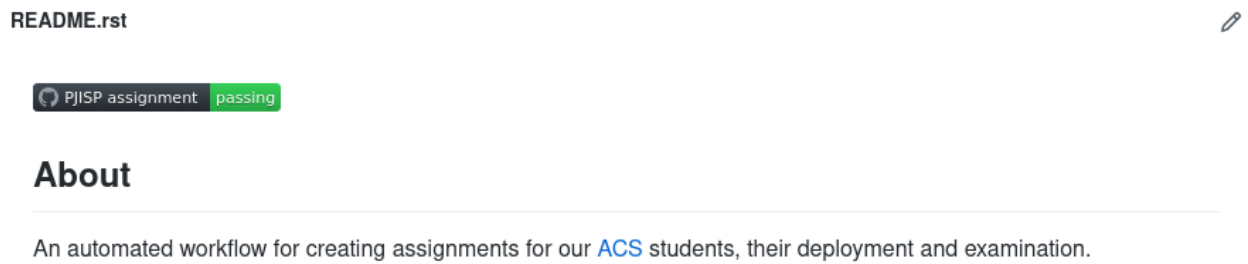 README.rst
PJISP assignment passing
About
An automated workflow for creating assignments for our ACS students, their deployment and examination.